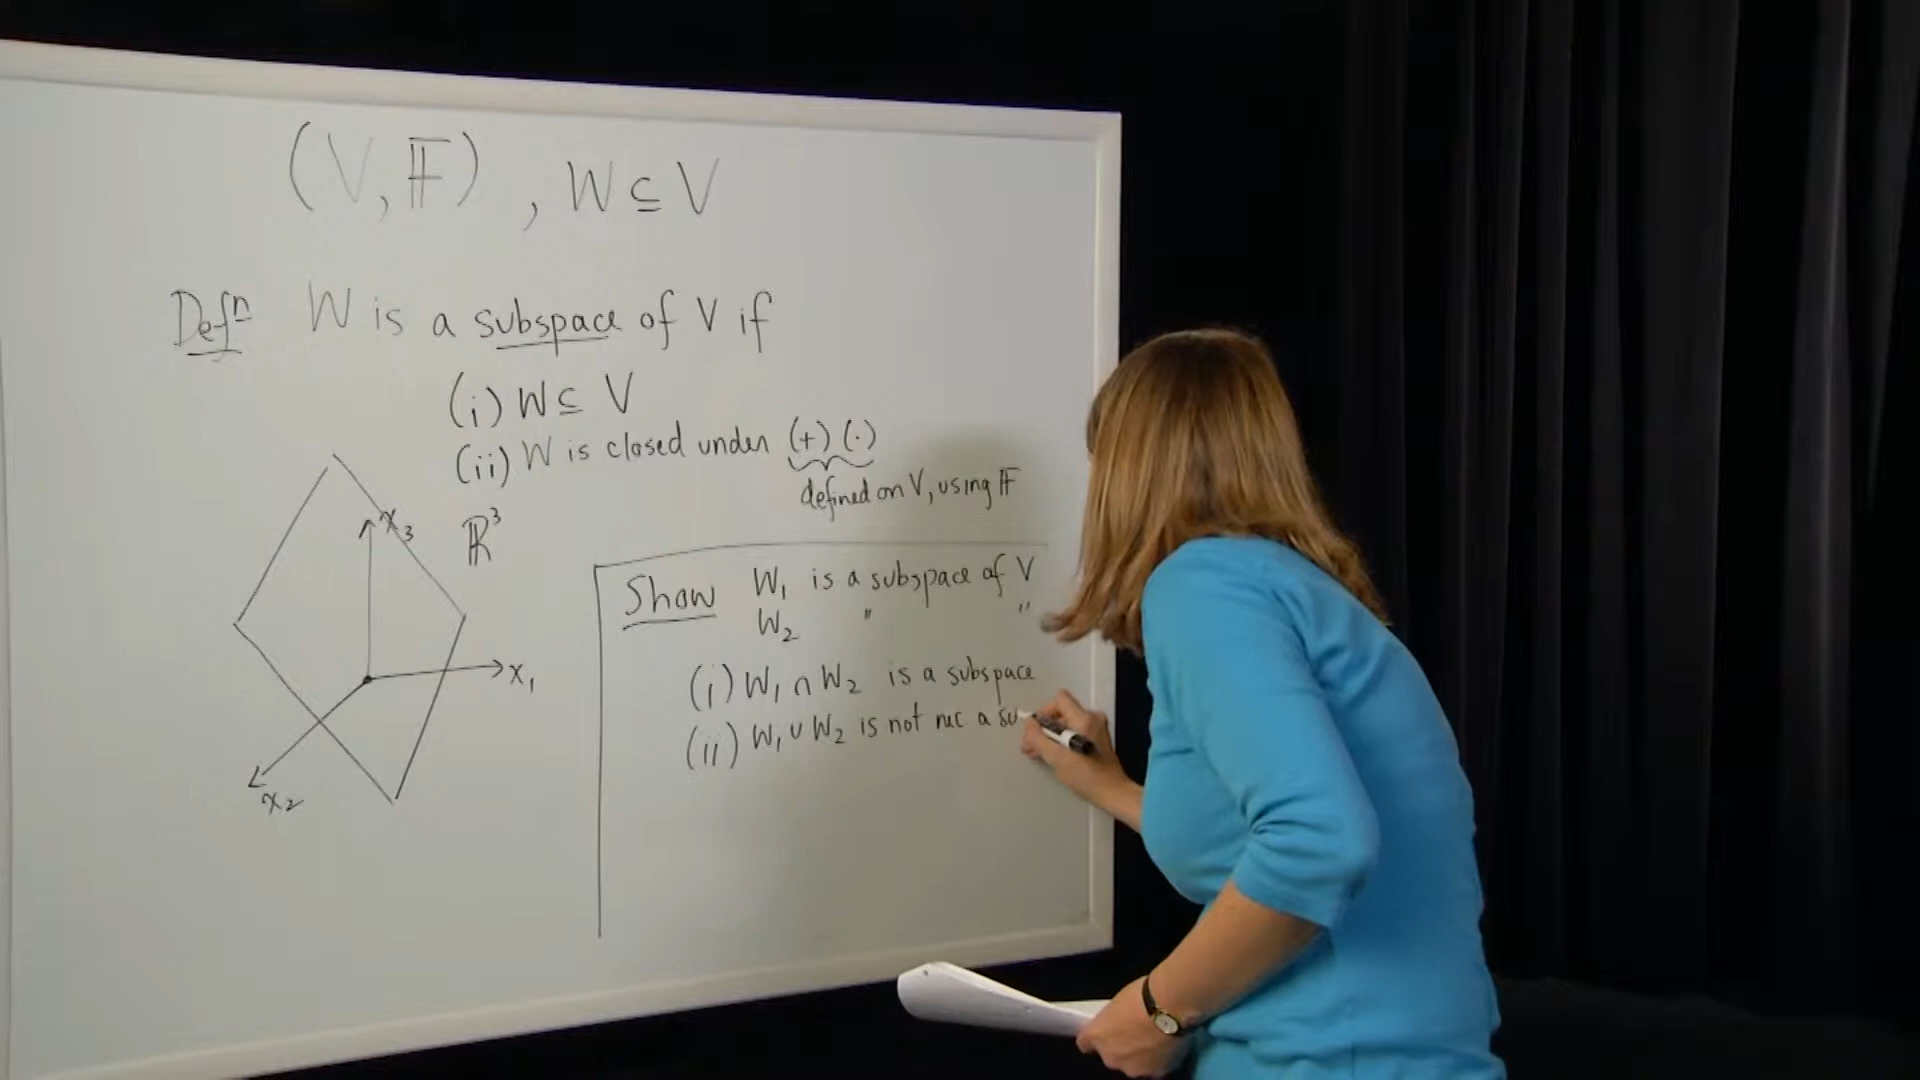 (V, 𝔽) , W ⊆ V
Defⁿ W is a subspace of V if
(i) W ⊆ V
(ii) W is closed under (+) (·)
defined on V, using 𝔽
x₃
ℝ³
x₁
x₂
Show W₁ is a subspace of V
W₂ " "
(i) W₁ ∩ W₂ is a subspace
(ii) W₁ ∪ W₂ is not nec a su